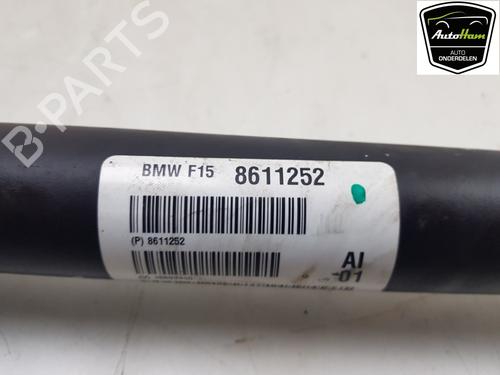 B-PARTS
AutoHam
AUTO
ONDERDELEN
BMW F15 8611252
(P) 8611252
AI
-01